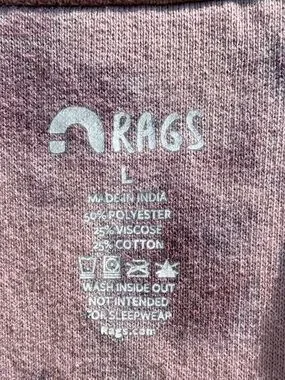 RAGS
L
MADE IN INDIA
50% POLYESTER
25% VISCOSE
25% COTTON
WASH INSIDE OUT
NOT INTENDED
FOR SLEEPWEAR
Rags.com